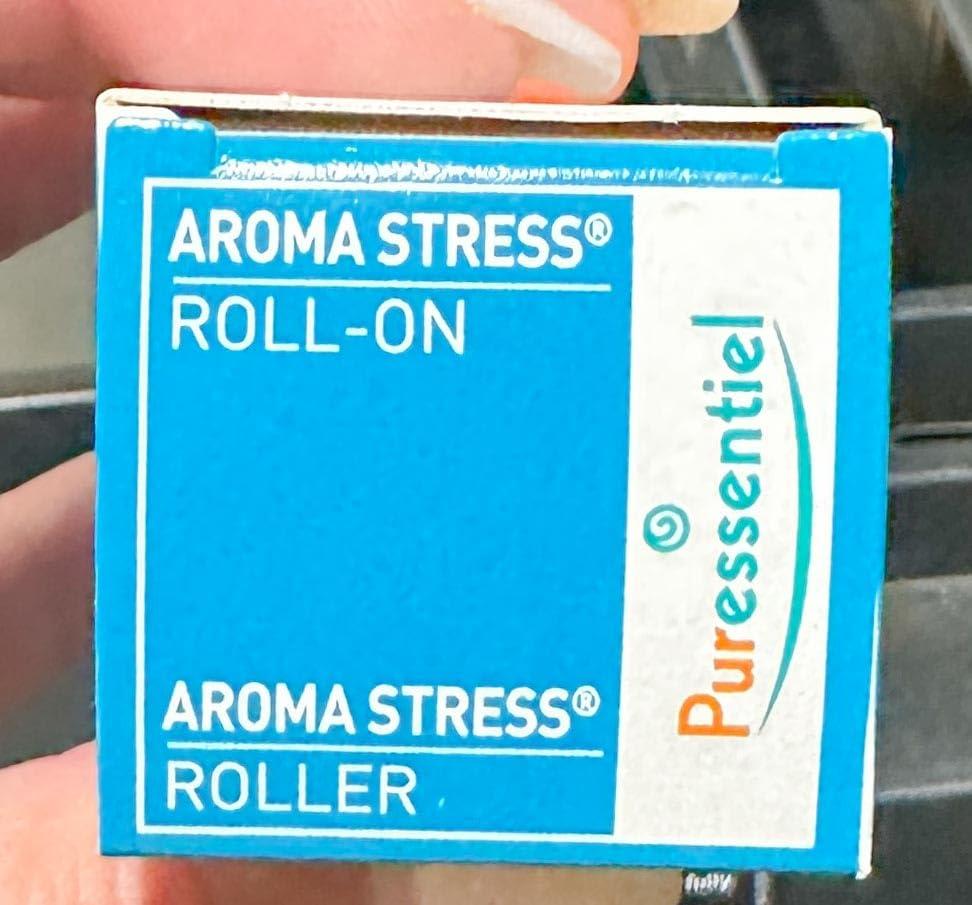 AROMA STRESS®
ROLL-ON
AROMA STRESS®
ROLLER
Puressentiel